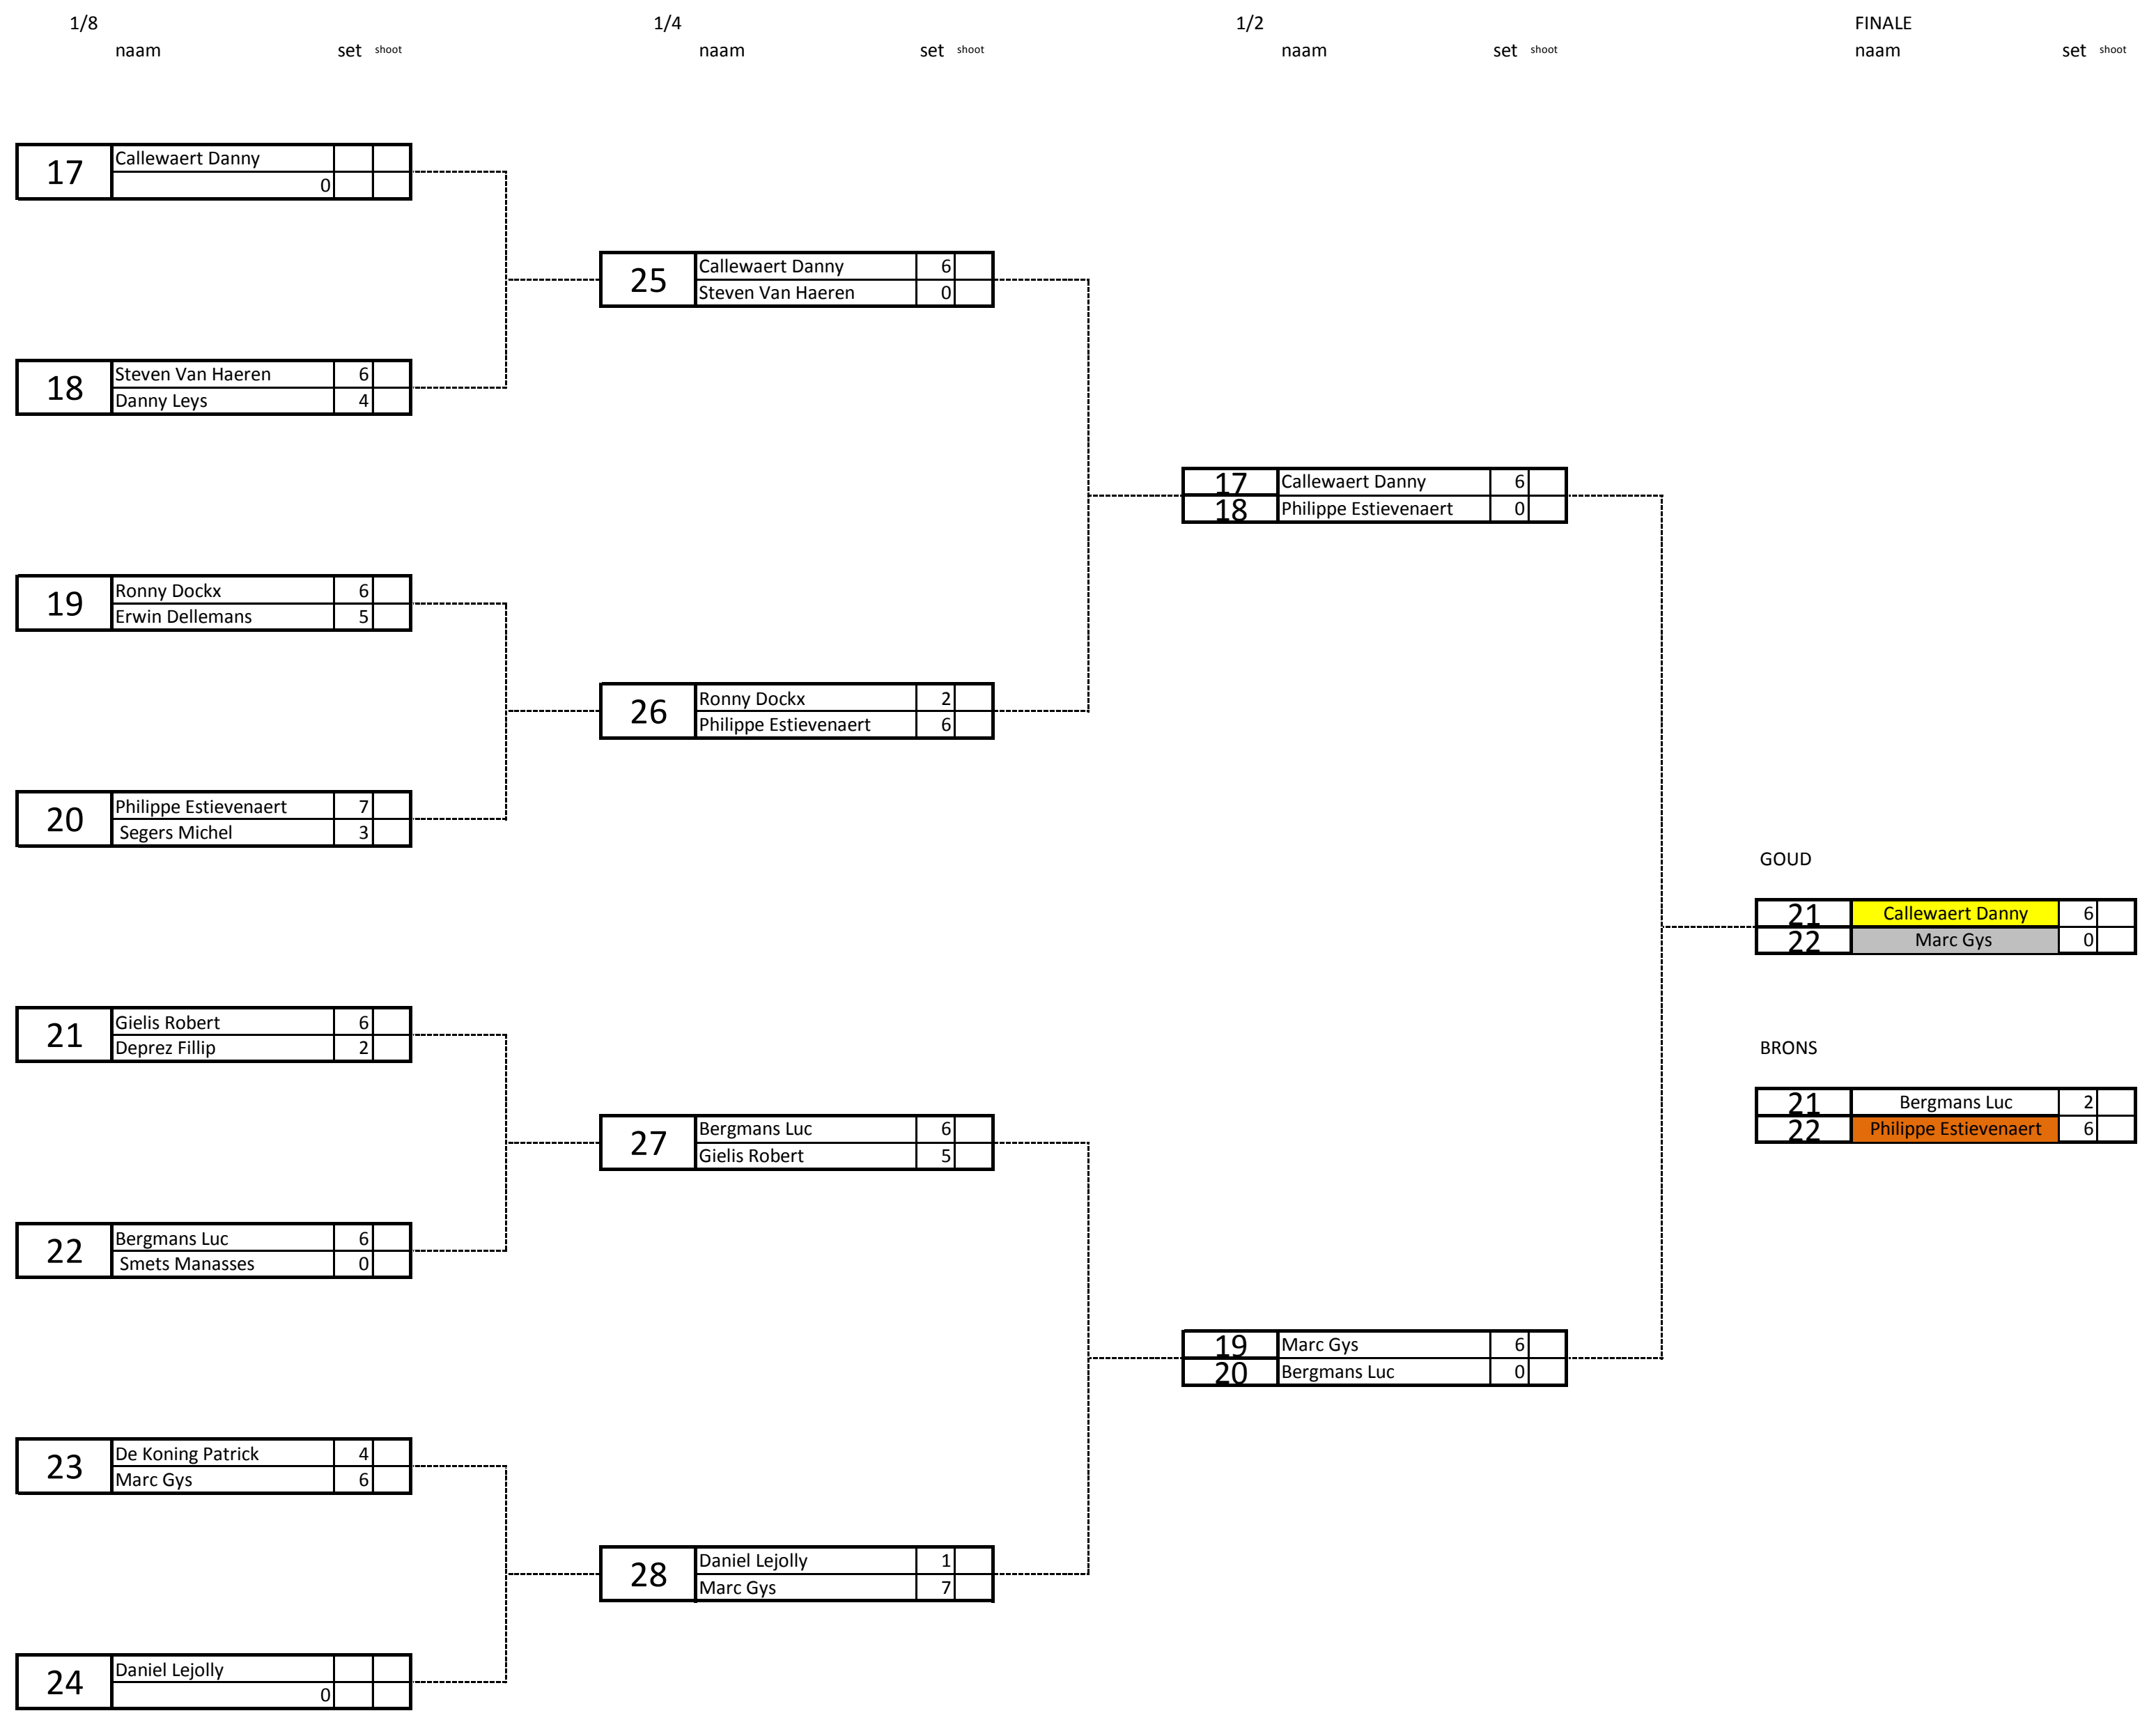 1/8 1/4 1/2 FINALE
naam set shoot naam set shoot naam set shoot naam set shoot
17 Callewaert Danny
0
25 Callewaert Danny 6
Steven Van Haeren 0
18 Steven Van Haeren 6
Danny Leys 4
17 Callewaert Danny 6
18 Philippe Estievenaert 0
19 Ronny Dockx 6
Erwin Dellemans 5
26 Ronny Dockx 2
Philippe Estievenaert 6
20 Philippe Estievenaert 7
Segers Michel 3
GOUD
21 Callewaert Danny 6
22 Marc Gys 0
21 Gielis Robert 6
Deprez Fillip 2
BRONS
21 Bergmans Luc 2
22 Philippe Estievenaert 6
27 Bergmans Luc 6
Gielis Robert 5
22 Bergmans Luc 6
Smets Manasses 0
19 Marc Gys 6
20 Bergmans Luc 0
23 De Koning Patrick 4
Marc Gys 6
28 Daniel Lejolly 1
Marc Gys 7
24 Daniel Lejolly
0